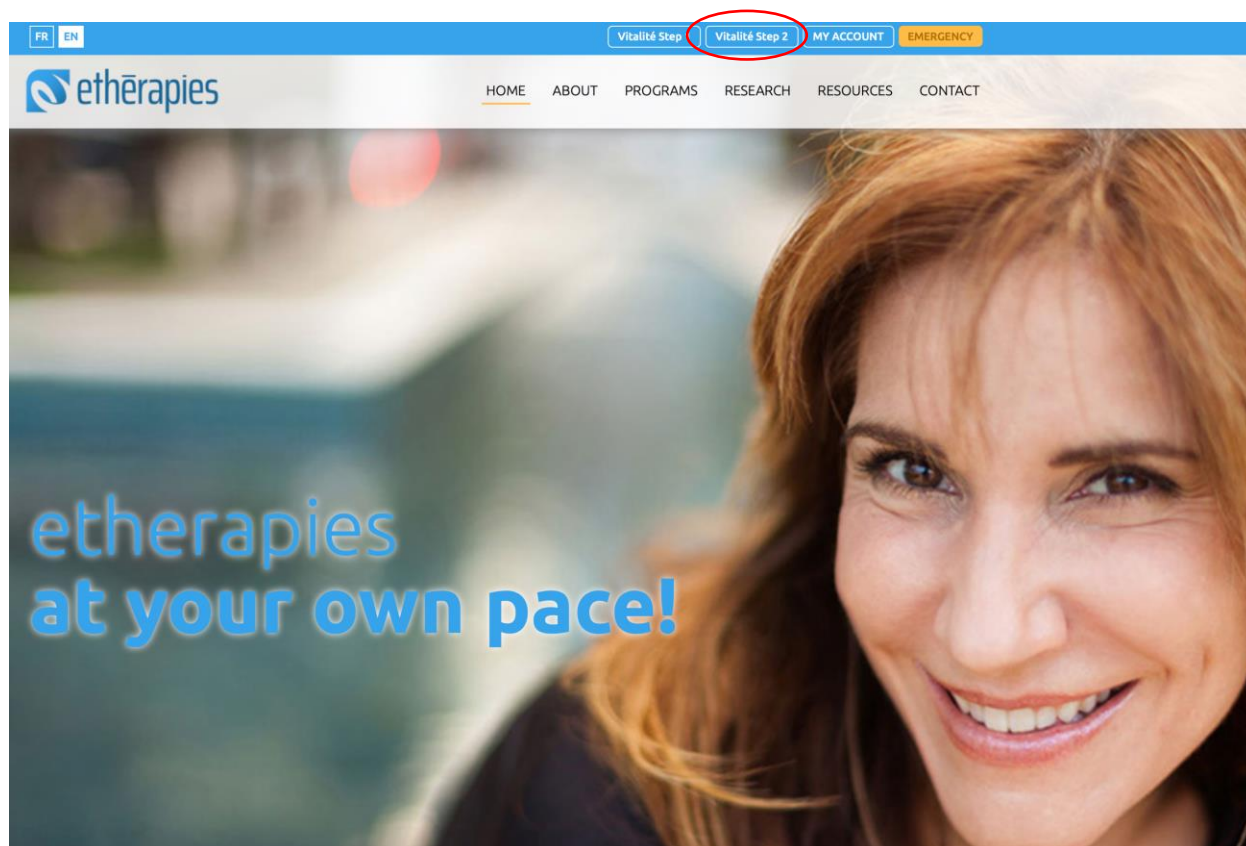 FR EN Vitalité Step Vitalité Step 2 MY ACCOUNT EMERGENCY
ethērapies HOME ABOUT PROGRAMS RESEARCH RESOURCES CONTACT
etherapies
at your own pace!